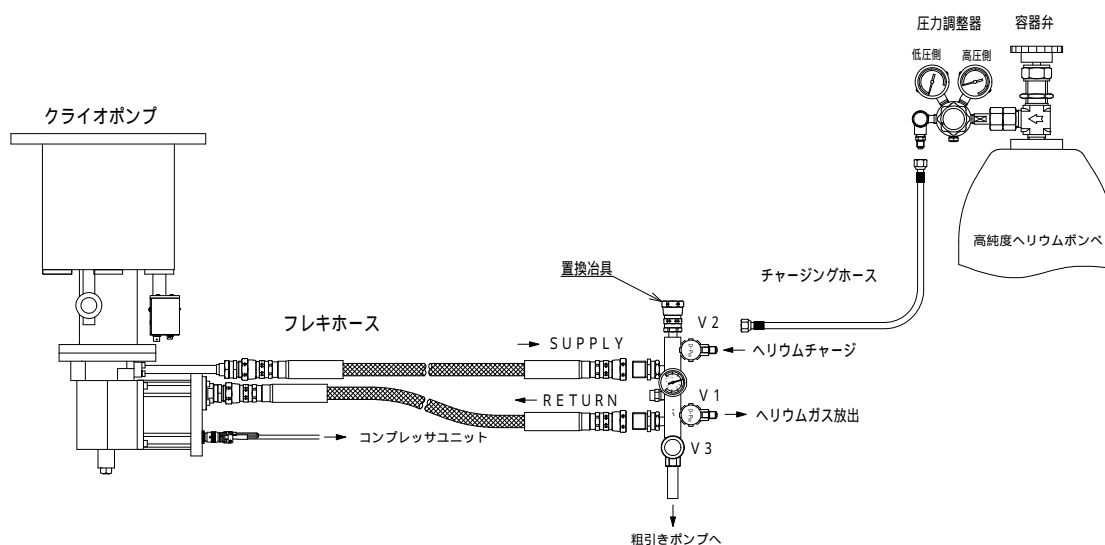 圧力調整器
容器弁
低圧側
高圧側
クライオポンプ
高純度ヘリウムボンベ
置換冶具
チャージングホース
フレキホース
V2
→ SUPPLY
← ヘリウムチャージ
← RETURN
V1
→ ヘリウムガス放出
→ コンプレッサユニット
V3
粗引きポンプへ